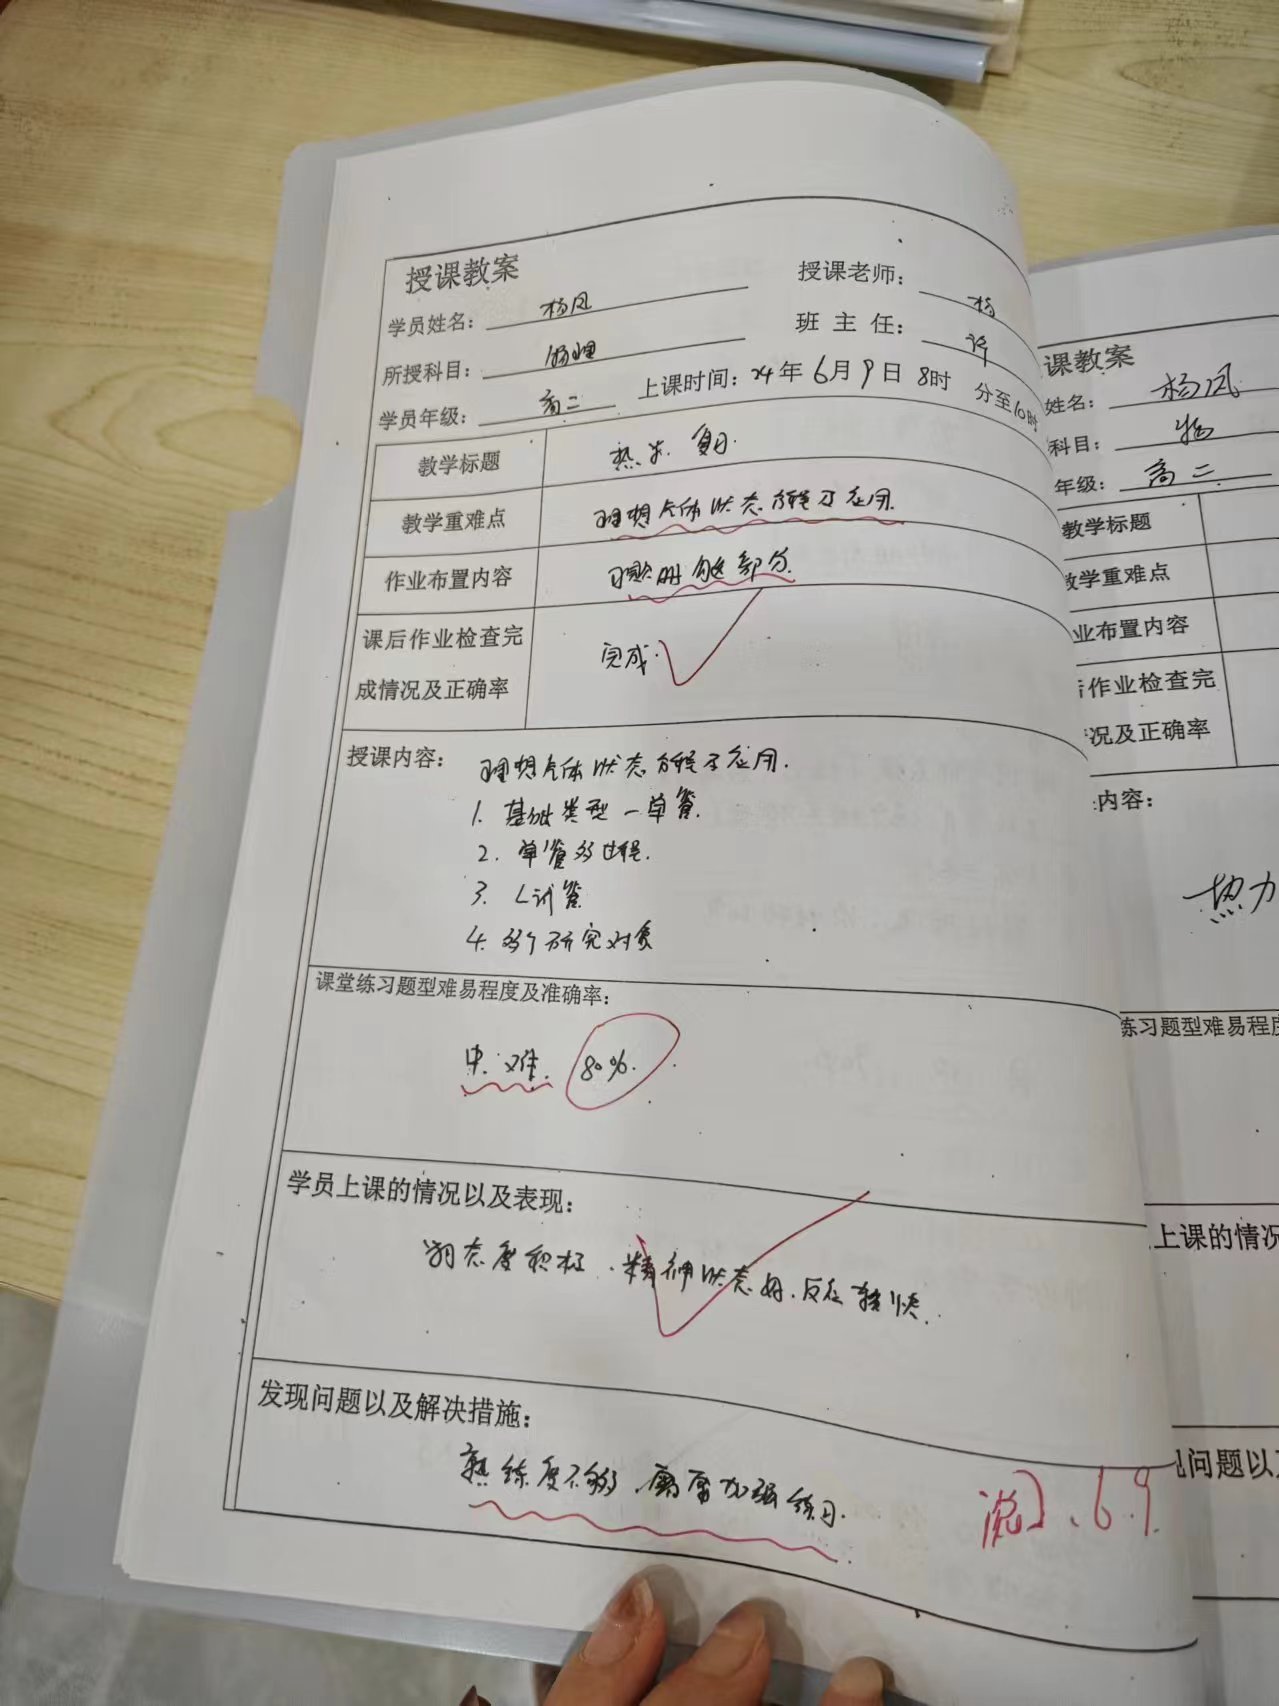 授课教案
授课老师: 杨
学员姓名: 杨凤
班 主 任: 许
所授科目: 物理
学员年级: 高二 上课时间: 24年6月9日8时 分至10时
教学标题 热学 复习.
教学重难点 理想气体状态方程及应用.
作业布置内容 习题册 部分.
课后作业检查完成情况及正确率 完成.
授课内容: 理想气体状态方程及应用.
1. 基础类型—单管.
2. 单管多过程.
3. L试管
4. 多个研究对象
课堂练习题型难易程度及准确率:
中. 难. 80%.
学员上课的情况以及表现:
学习态度积极. 精神状态好. 反应较快.
发现问题以及解决措施:
熟练度不够. 需要加强练习.
6.9
课教案
姓名: 杨凤
科目: 物
年级: 高二
教学标题
教学重难点
业布置内容
作业检查完
况及正确率
内容:
热力
练习题型难易程度
上课的情况
问题以及